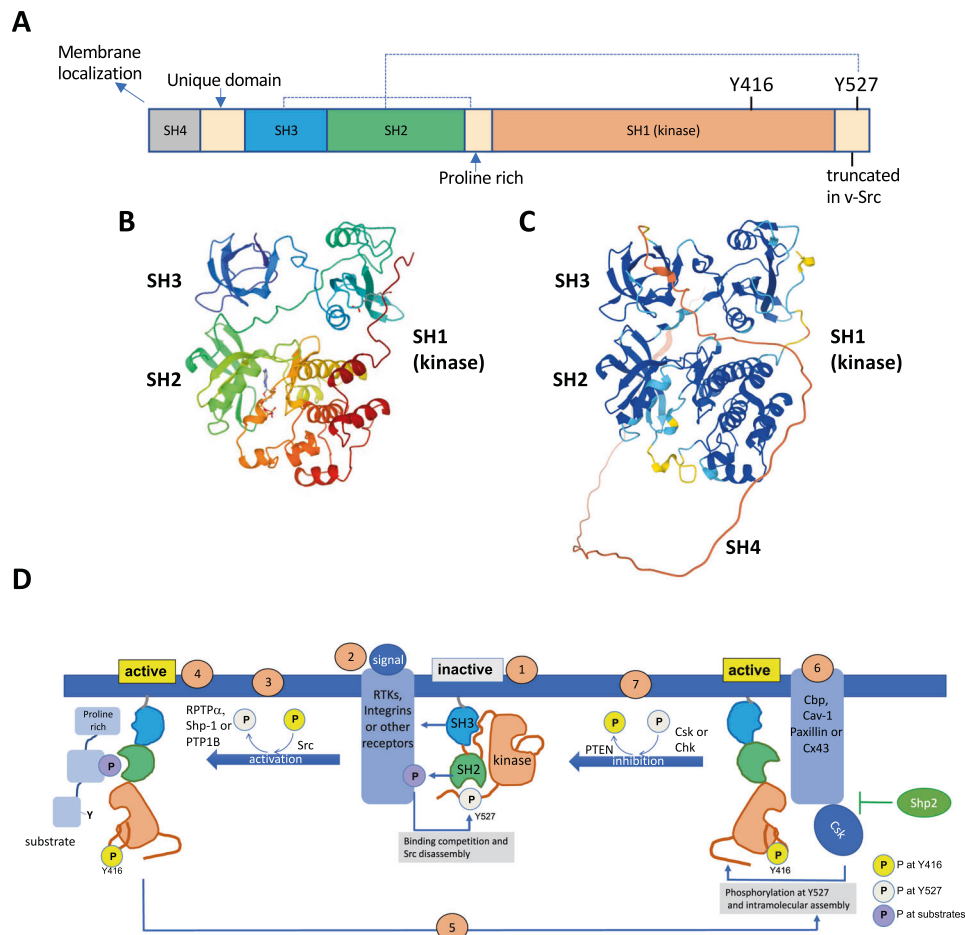 A
Membrane
localization
Unique domain
Y416
Y527
SH4
SH3
SH2
SH1 (kinase)
Proline rich
truncated
in v-Src
B
SH3
SH2
SH1
(kinase)
C
SH3
SH2
SH1
(kinase)
SH4
D
active
4
3
2
signal
inactive
1
7
active
6
Proline
rich
P
Y
substrate
P
Y416
RPTPα,
Shp-1 or
PTP1B
P
P
Src
activation
RTKs,
Integrins
or other
receptors
P
SH3
SH2
kinase
P
Y527
Binding competition and
Src disassembly
P
P
PTEN
Csk or
Chk
inhibition
Cbp,
Cav-1
Paxillin or
Cx43
Csk
Shp2
P
Y416
Phosphorylation at Y527
and intramolecular assembly
P
P at Y416
P
P at Y527
P
P at substrates
5